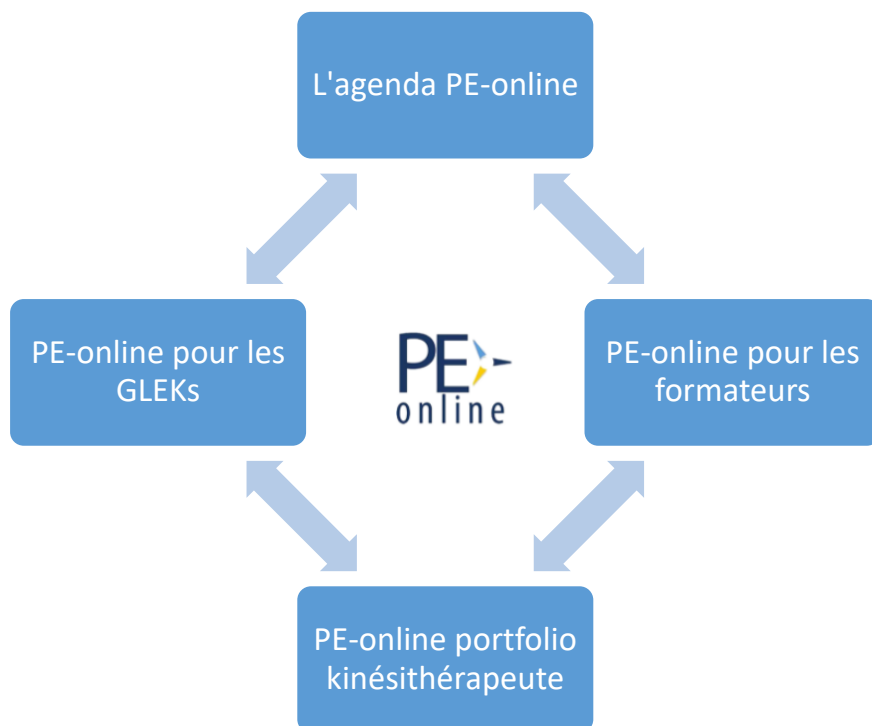 L'agenda PE-online
PE-online pour les
GLEKs
PE
online
PE-online pour les
formateurs
PE-online portfolio
kinésithérapeute